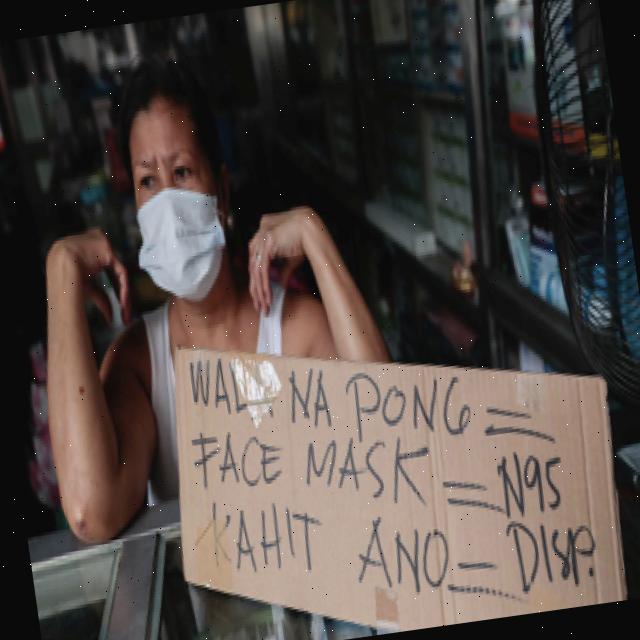 WALA NA PONG =
FACE MASK = N95
KAHIT ANO = DISP.